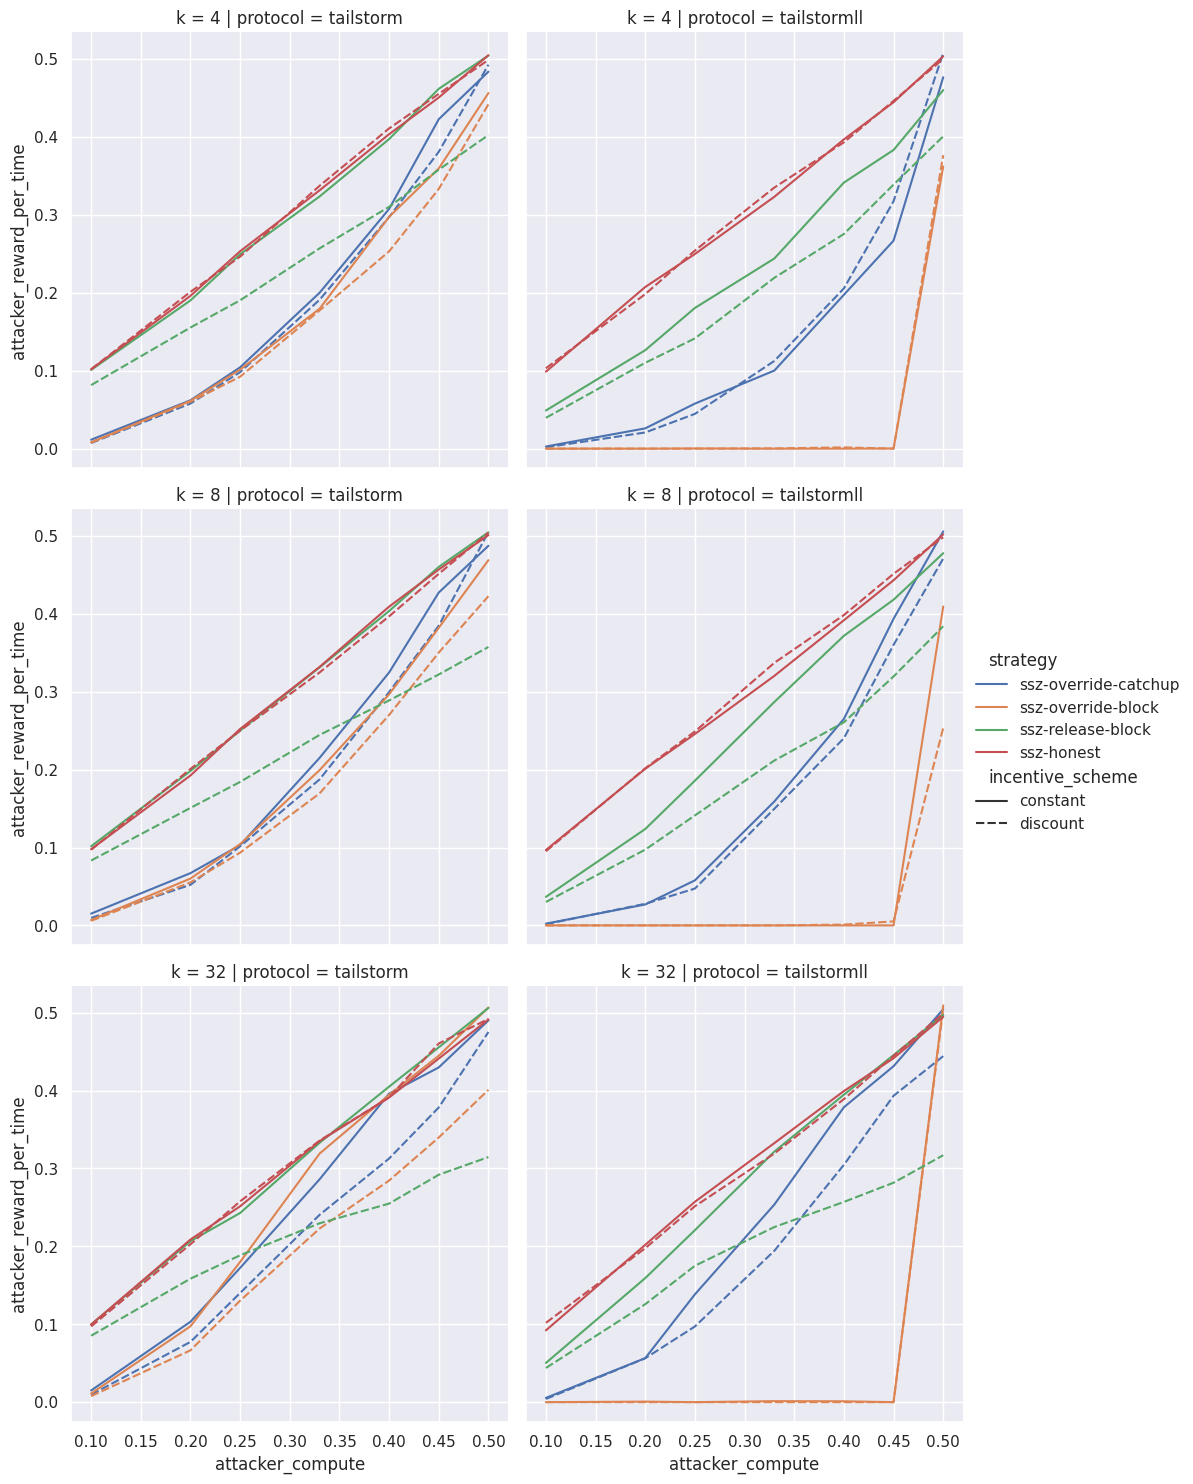 k = 4 | protocol = tailstorm
k = 4 | protocol = tailstormll
0.5
0.4
0.3
0.2
0.1
0.0
attacker_reward_per_time
k = 8 | protocol = tailstorm
k = 8 | protocol = tailstormll
0.5
0.4
0.3
0.2
0.1
0.0
attacker_reward_per_time
strategy
ssz-override-catchup
ssz-override-block
ssz-release-block
ssz-honest
incentive_scheme
constant
discount
k = 32 | protocol = tailstorm
k = 32 | protocol = tailstormll
0.5
0.4
0.3
0.2
0.1
0.0
attacker_reward_per_time
0.10 0.15 0.20 0.25 0.30 0.35 0.40 0.45 0.50
attacker_compute
0.10 0.15 0.20 0.25 0.30 0.35 0.40 0.45 0.50
attacker_compute